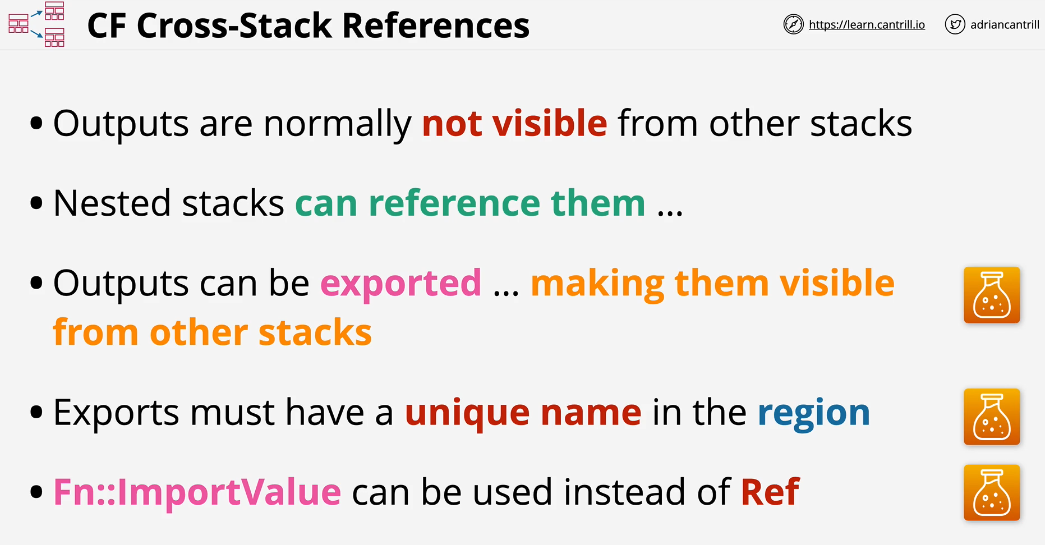 CF Cross-Stack References
https://learn.cantrill.io
adriancantrill
• Outputs are normally not visible from other stacks
• Nested stacks can reference them ...
• Outputs can be exported ... making them visible
from other stacks
• Exports must have a unique name in the region
• Fn::ImportValue can be used instead of Ref